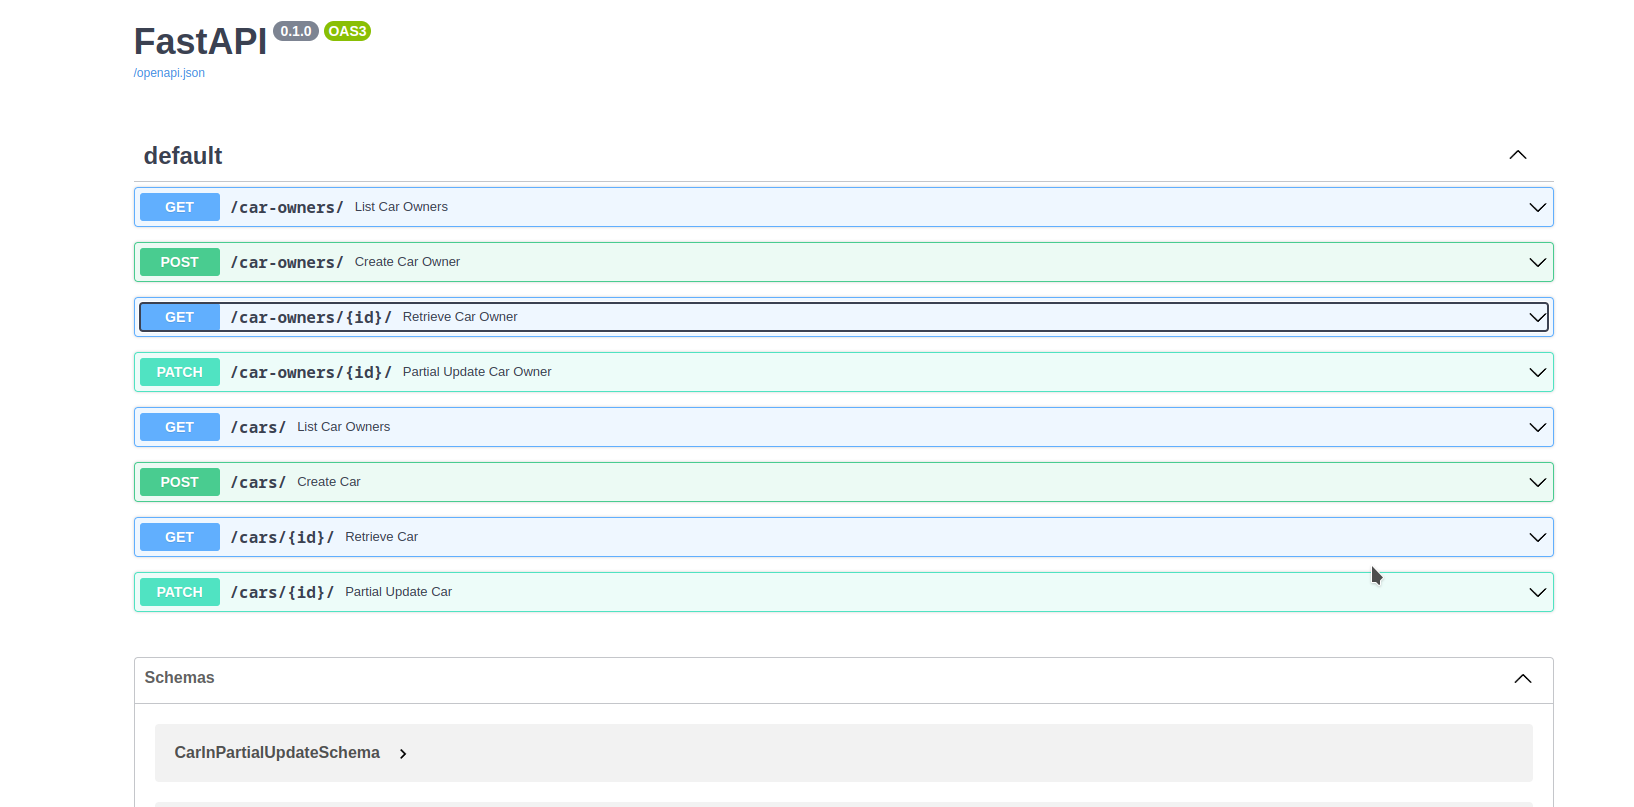 FastAPI 0.1.0 OAS3
/openapi.json
default
GET /car-owners/ List Car Owners
POST /car-owners/ Create Car Owner
GET /car-owners/{id}/ Retrieve Car Owner
PATCH /car-owners/{id}/ Partial Update Car Owner
GET /cars/ List Car Owners
POST /cars/ Create Car
GET /cars/{id}/ Retrieve Car
PATCH /cars/{id}/ Partial Update Car
Schemas
CarInPartialUpdateSchema